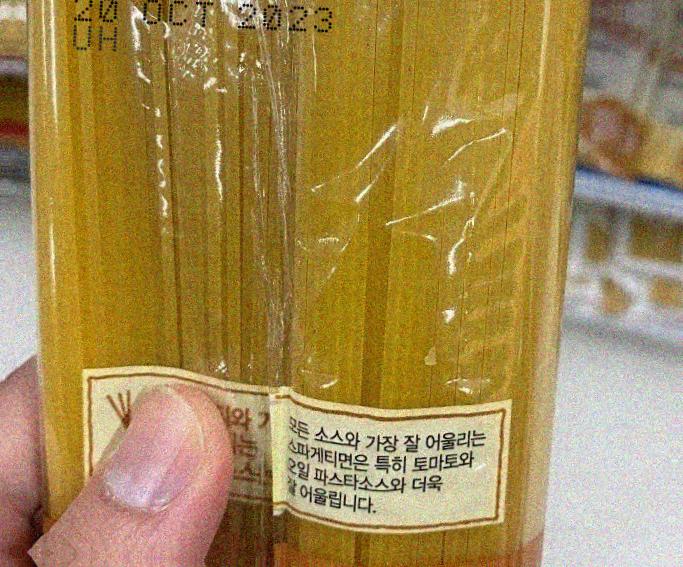 20 OCT 2023
UH
모든 소스와 가장 잘 어울리는
스파게티면은 특히 토마토와
오일 파스타소스와 더욱
잘 어울립니다.